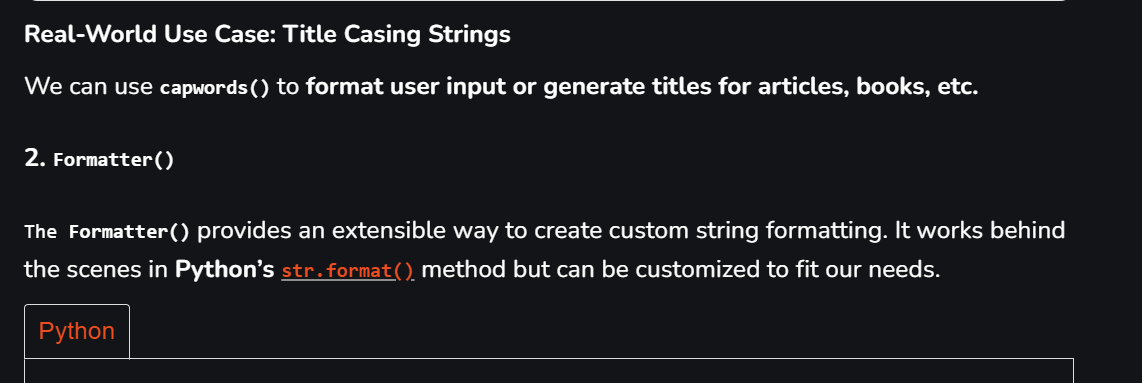 Real-World Use Case: Title Casing Strings
We can use capwords() to format user input or generate titles for articles, books, etc.
2. Formatter()
The Formatter() provides an extensible way to create custom string formatting. It works behind
the scenes in Python’s str.format() method but can be customized to fit our needs.
Python